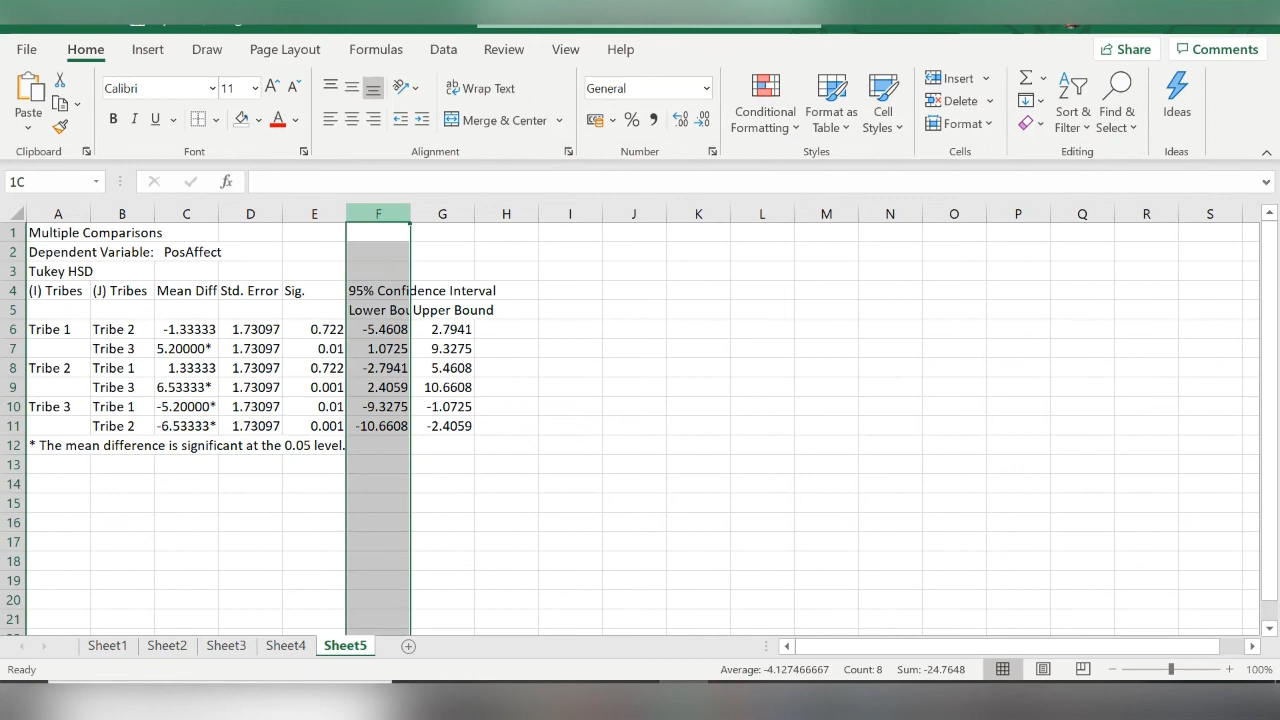 File Home Insert Draw Page Layout Formulas Data Review View Help Share Comments
Calibri 11 Wrap Text General Insert Σ
Paste B I U A Merge & Center % Conditional Formatting Format as Table Cell Styles Delete Sort & Filter Find & Select Ideas
Format
Clipboard Font Alignment Number Styles Cells Editing Ideas
1C fx
A B C D E F G H I J K L M N O P Q R S
1 Multiple Comparisons
2 Dependent Variable: PosAffect
3 Tukey HSD
4 (I) Tribes (J) Tribes Mean Diff Std. Error Sig. 95% Confidence Interval
5 Lower Bou Upper Bound
6 Tribe 1 Tribe 2 -1.33333 1.73097 0.722 -5.4608 2.7941
7 Tribe 3 5.20000* 1.73097 0.01 1.0725 9.3275
8 Tribe 2 Tribe 1 1.33333 1.73097 0.722 -2.7941 5.4608
9 Tribe 3 6.53333* 1.73097 0.001 2.4059 10.6608
10 Tribe 3 Tribe 1 -5.20000* 1.73097 0.01 -9.3275 -1.0725
11 Tribe 2 -6.53333* 1.73097 0.001 -10.6608 -2.4059
12 * The mean difference is significant at the 0.05 level.
13
14
15
16
17
18
19
20
21
Sheet1 Sheet2 Sheet3 Sheet4 Sheet5
Ready Average: -4.127466667 Count: 8 Sum: -24.7648 100%